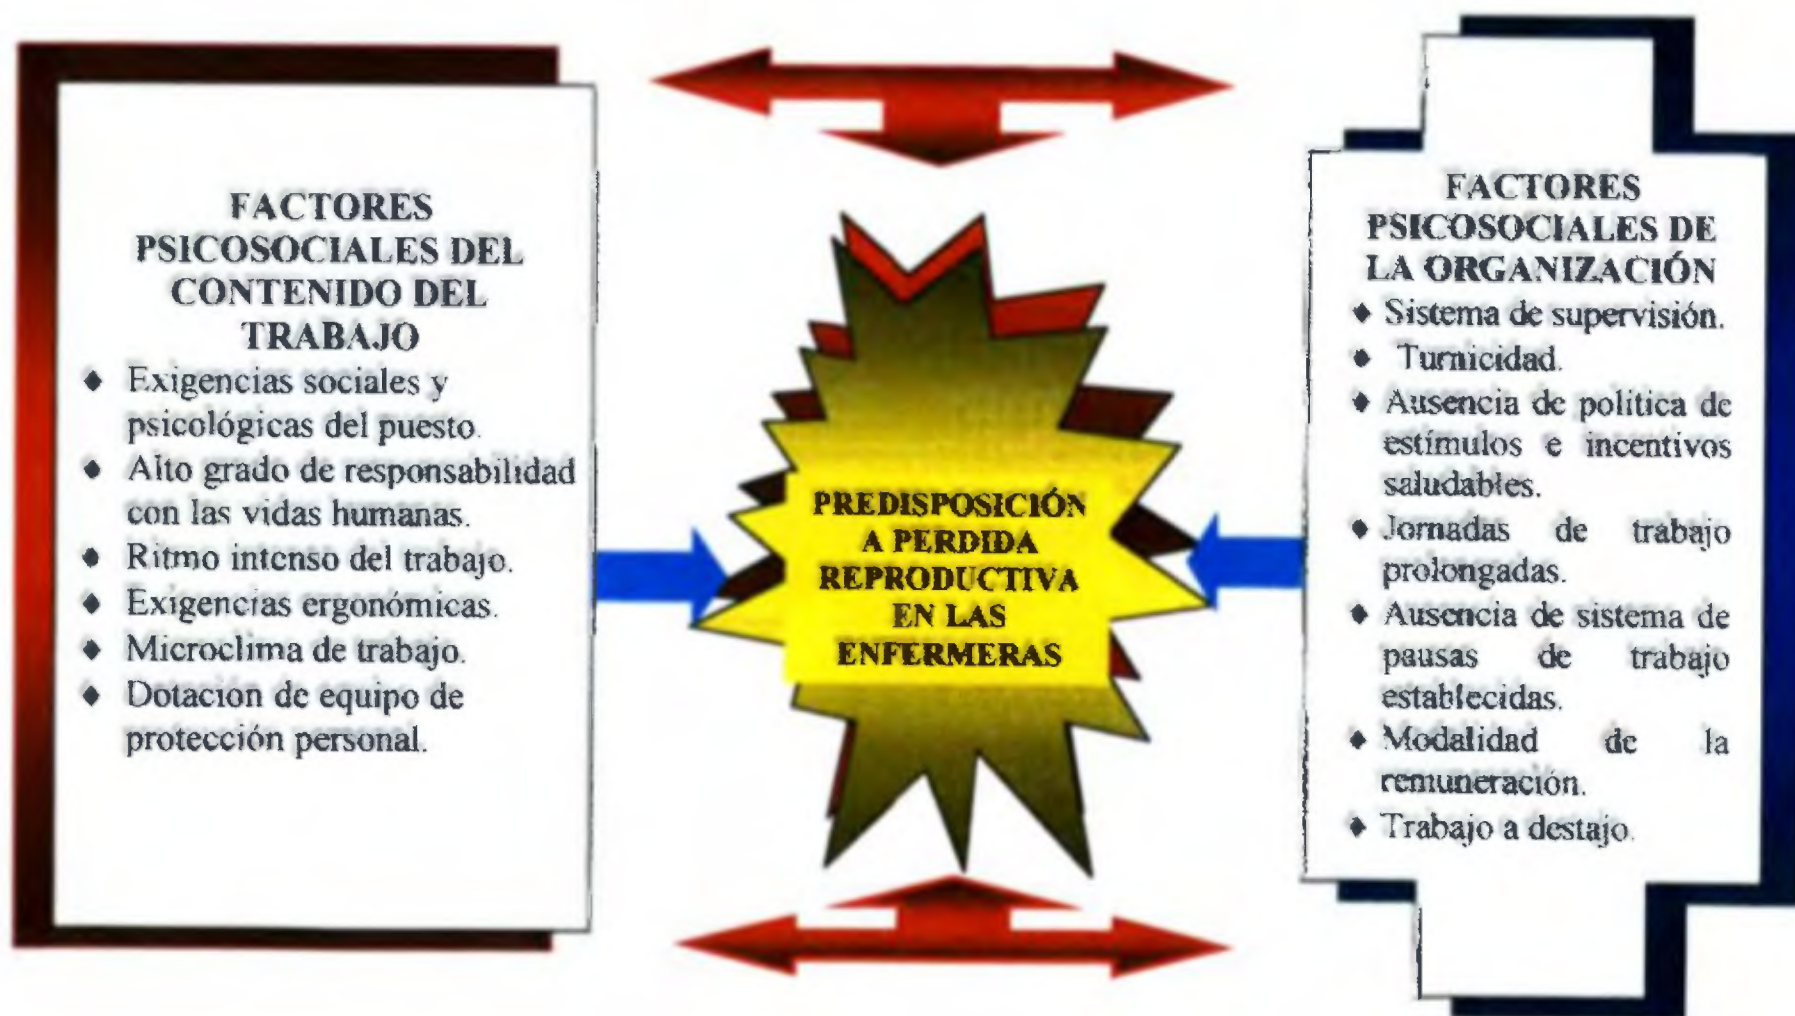 FACTORES
PSICOSOCIALES DEL
CONTENIDO DEL
TRABAJO
♦ Exigencias sociales y
psicológicas del puesto.
♦ Alto grado de responsabilidad
con las vidas humanas.
♦ Ritmo intenso del trabajo.
♦ Exigencias ergonómicas.
♦ Microclima de trabajo.
♦ Dotación de equipo de
protección personal.
PREDISPOSICIÓN
A PERDIDA
REPRODUCTIVA
EN LAS
ENFERMERAS
FACTORES
PSICOSOCIALES DE
LA ORGANIZACIÓN
♦ Sistema de supervisión.
♦ Turnicidad.
♦ Ausencia de política de
estímulos e incentivos
saludables.
♦ Jornadas de trabajo
prolongadas.
♦ Ausencia de sistema de
pausas de trabajo
establecidas.
♦ Modalidad de la
remuneración.
♦ Trabajo a destajo.